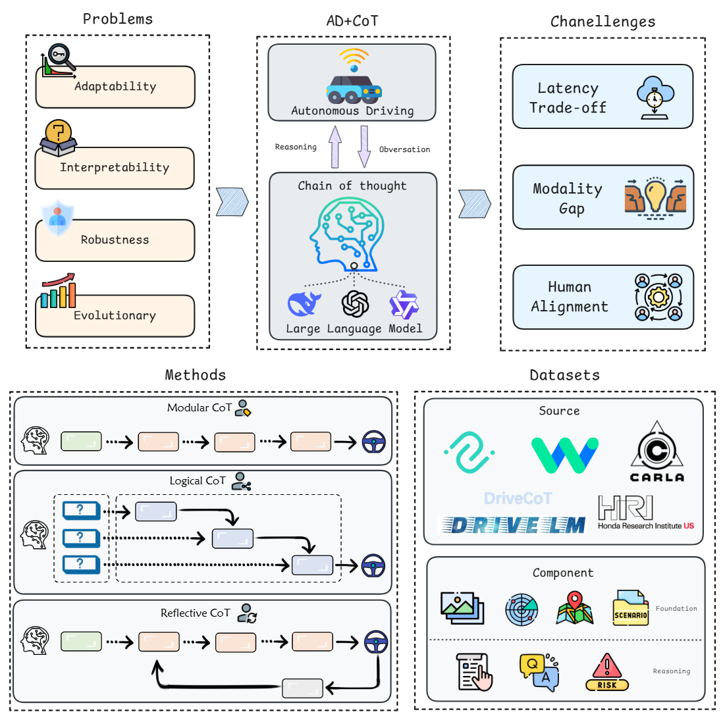 Problems
Adaptability
Interpretability
Robustness
Evolutionary
AD+CoT
Autonomous Driving
Reasoning
Obversation
Chain of thought
Large Language Model
Chanellenges
Latency
Trade-off
Modality
Gap
Human
Alignment
Methods
Modular CoT
Logical CoT
?
?
?
Reflective CoT
Datasets
Source
CARLA
DriveCoT
DRIVE LM
HRI
Honda Research Institute US
Component
SCENARIO
Foundation
Q
A
RISK
Reasoning